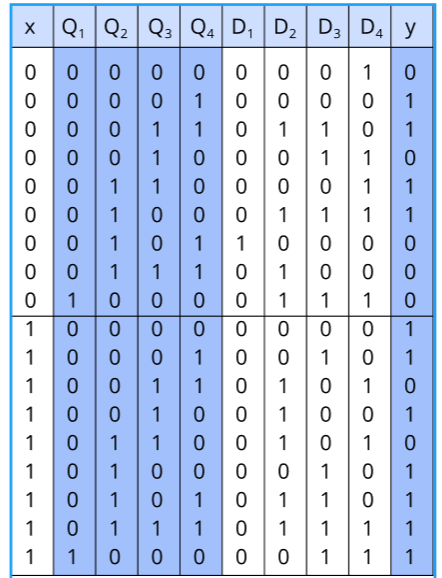 x Q₁ Q₂ Q₃ Q₄ D₁ D₂ D₃ D₄ y
0 0 0 0 0 0 0 0 1 0
0 0 0 0 1 0 0 0 0 1
0 0 0 1 1 0 1 1 0 1
0 0 0 1 0 0 0 1 1 0
0 0 1 1 0 0 0 0 1 1
0 0 1 0 0 0 1 1 1 1
0 0 1 0 1 1 0 0 0 0
0 0 1 1 1 0 1 0 0 0
0 1 0 0 0 0 1 1 1 0
1 0 0 0 0 0 0 0 0 1
1 0 0 0 1 0 0 1 0 1
1 0 0 1 1 0 1 0 1 0
1 0 0 1 0 0 1 0 0 1
1 0 1 1 0 0 1 0 1 0
1 0 1 0 0 0 0 1 0 1
1 0 1 0 1 0 1 1 0 1
1 0 1 1 1 0 1 1 1 1
1 1 0 0 0 0 0 1 1 1